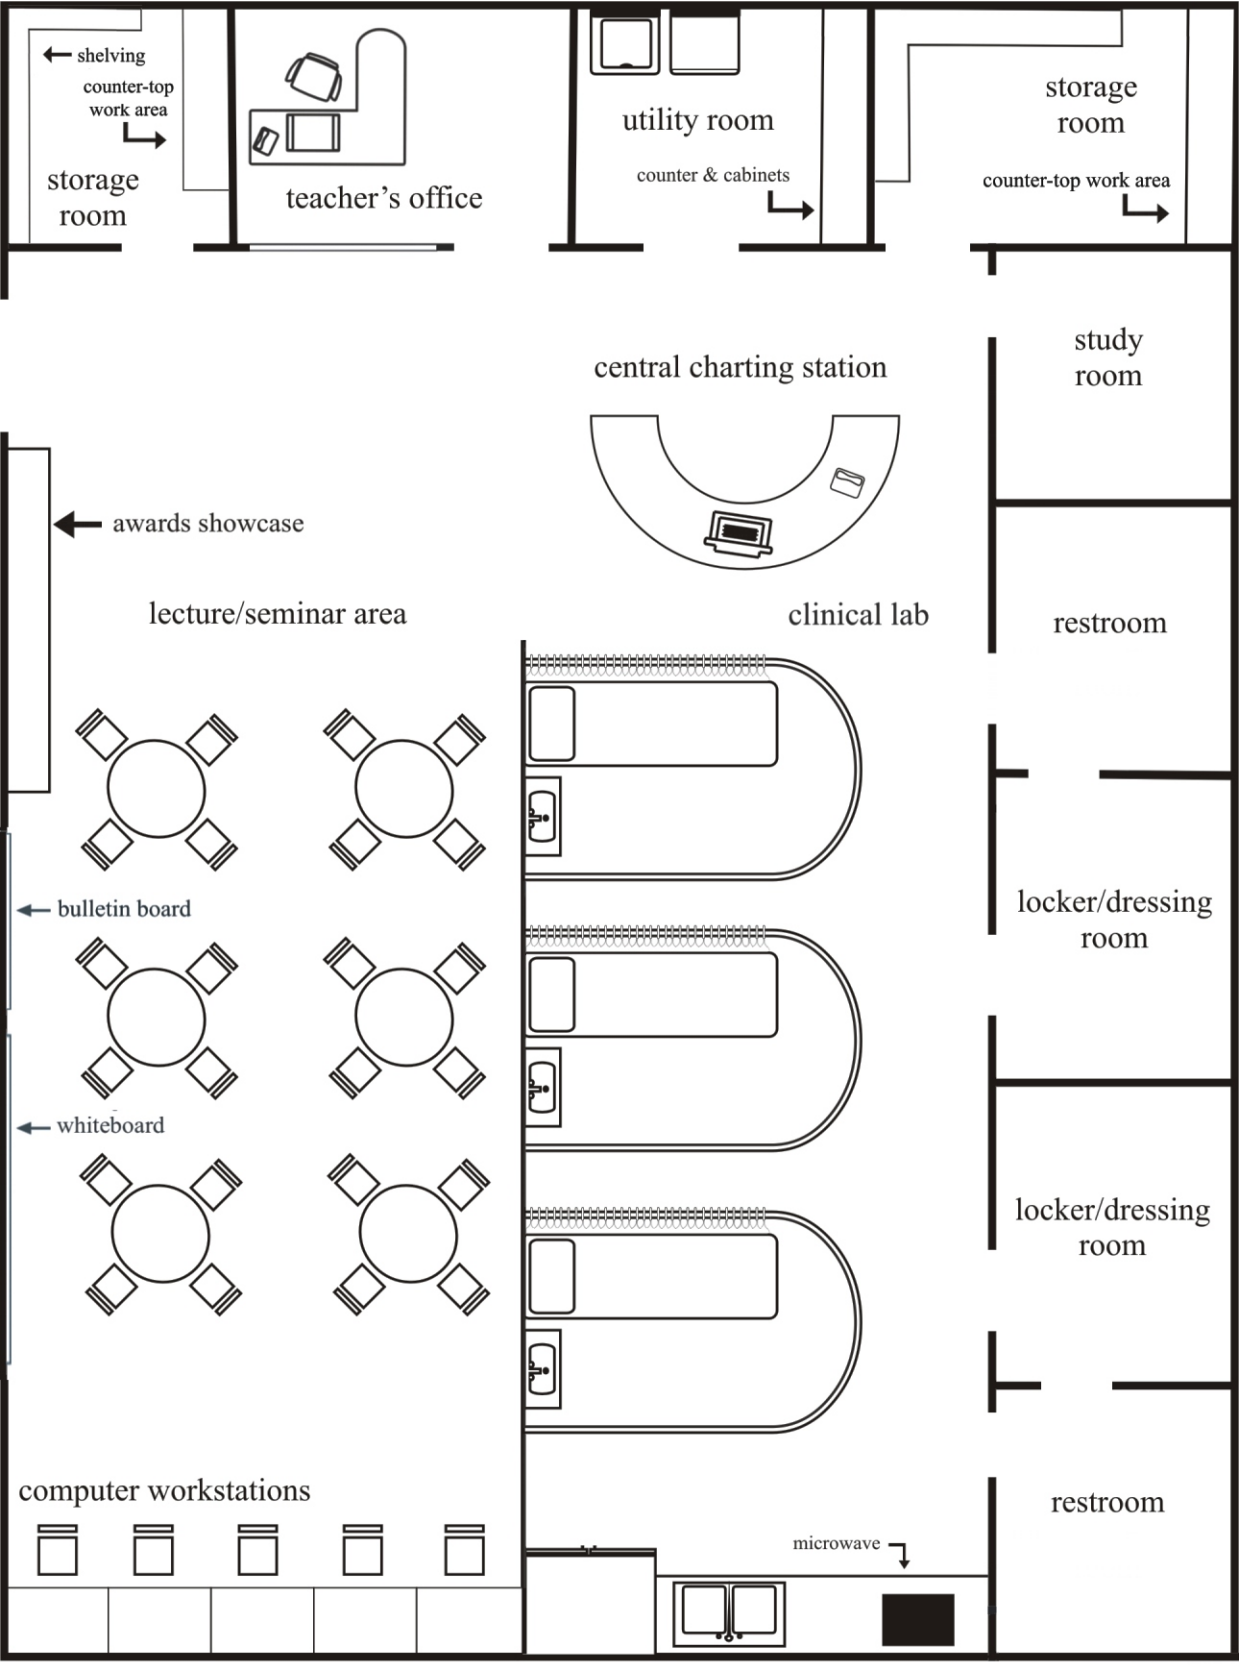 shelving
counter-top
work area
storage
room
teacher's office
utility room
counter & cabinets
storage
room
counter-top work area
study
room
central charting station
awards showcase
lecture/seminar area
clinical lab
restroom
bulletin board
locker/dressing
room
whiteboard
locker/dressing
room
computer workstations
restroom
microwave